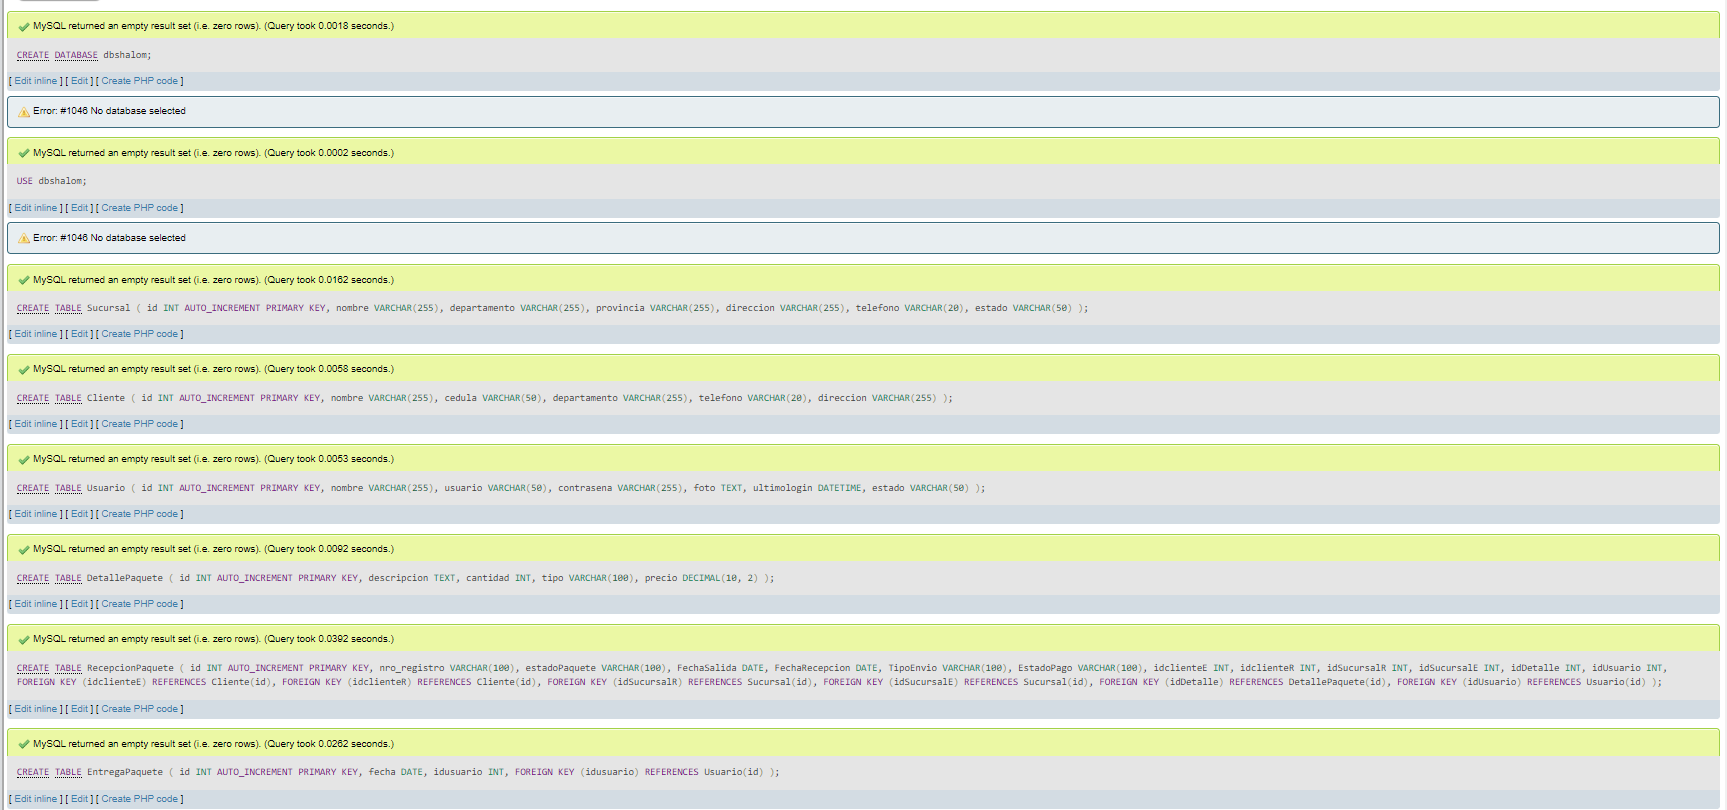 MySQL returned an empty result set (i.e. zero rows). (Query took 0.0018 seconds.)
CREATE DATABASE dbshalom;
[ Edit inline ] [ Edit ] [ Create PHP code ]
Error: #1046 No database selected
MySQL returned an empty result set (i.e. zero rows). (Query took 0.0002 seconds.)
USE dbshalom;
[ Edit inline ] [ Edit ] [ Create PHP code ]
Error: #1046 No database selected
MySQL returned an empty result set (i.e. zero rows). (Query took 0.0162 seconds.)
CREATE TABLE Sucursal ( id INT AUTO_INCREMENT PRIMARY KEY, nombre VARCHAR(255), departamento VARCHAR(255), provincia VARCHAR(255), direccion VARCHAR(255), telefono VARCHAR(20), estado VARCHAR(50) );
[ Edit inline ] [ Edit ] [ Create PHP code ]
MySQL returned an empty result set (i.e. zero rows). (Query took 0.0058 seconds.)
CREATE TABLE Cliente ( id INT AUTO_INCREMENT PRIMARY KEY, nombre VARCHAR(255), cedula VARCHAR(50), departamento VARCHAR(255), telefono VARCHAR(20), direccion VARCHAR(255) );
[ Edit inline ] [ Edit ] [ Create PHP code ]
MySQL returned an empty result set (i.e. zero rows). (Query took 0.0053 seconds.)
CREATE TABLE Usuario ( id INT AUTO_INCREMENT PRIMARY KEY, nombre VARCHAR(255), usuario VARCHAR(50), contrasena VARCHAR(255), foto TEXT, ultimologin DATETIME, estado VARCHAR(50) );
[ Edit inline ] [ Edit ] [ Create PHP code ]
MySQL returned an empty result set (i.e. zero rows). (Query took 0.0092 seconds.)
CREATE TABLE DetallePaquete ( id INT AUTO_INCREMENT PRIMARY KEY, descripcion TEXT, cantidad INT, tipo VARCHAR(100), precio DECIMAL(10, 2) );
[ Edit inline ] [ Edit ] [ Create PHP code ]
MySQL returned an empty result set (i.e. zero rows). (Query took 0.0392 seconds.)
CREATE TABLE RecepcionPaquete ( id INT AUTO_INCREMENT PRIMARY KEY, nro_registro VARCHAR(100), estadoPaquete VARCHAR(100), FechaSalida DATE, FechaRecepcion DATE, TipoEnvio VARCHAR(100), EstadoPago VARCHAR(100), idclienteE INT, idclienteR INT, idSucursalR INT, idSucursalE INT, idDetalle INT, idUsuario INT,
FOREIGN KEY (idclienteE) REFERENCES Cliente(id), FOREIGN KEY (idclienteR) REFERENCES Cliente(id), FOREIGN KEY (idSucursalR) REFERENCES Sucursal(id), FOREIGN KEY (idSucursalE) REFERENCES Sucursal(id), FOREIGN KEY (idDetalle) REFERENCES DetallePaquete(id), FOREIGN KEY (idUsuario) REFERENCES Usuario(id) );
[ Edit inline ] [ Edit ] [ Create PHP code ]
MySQL returned an empty result set (i.e. zero rows). (Query took 0.0262 seconds.)
CREATE TABLE EntregaPaquete ( id INT AUTO_INCREMENT PRIMARY KEY, fecha DATE, idusuario INT, FOREIGN KEY (idusuario) REFERENCES Usuario(id) );
[ Edit inline ] [ Edit ] [ Create PHP code ]